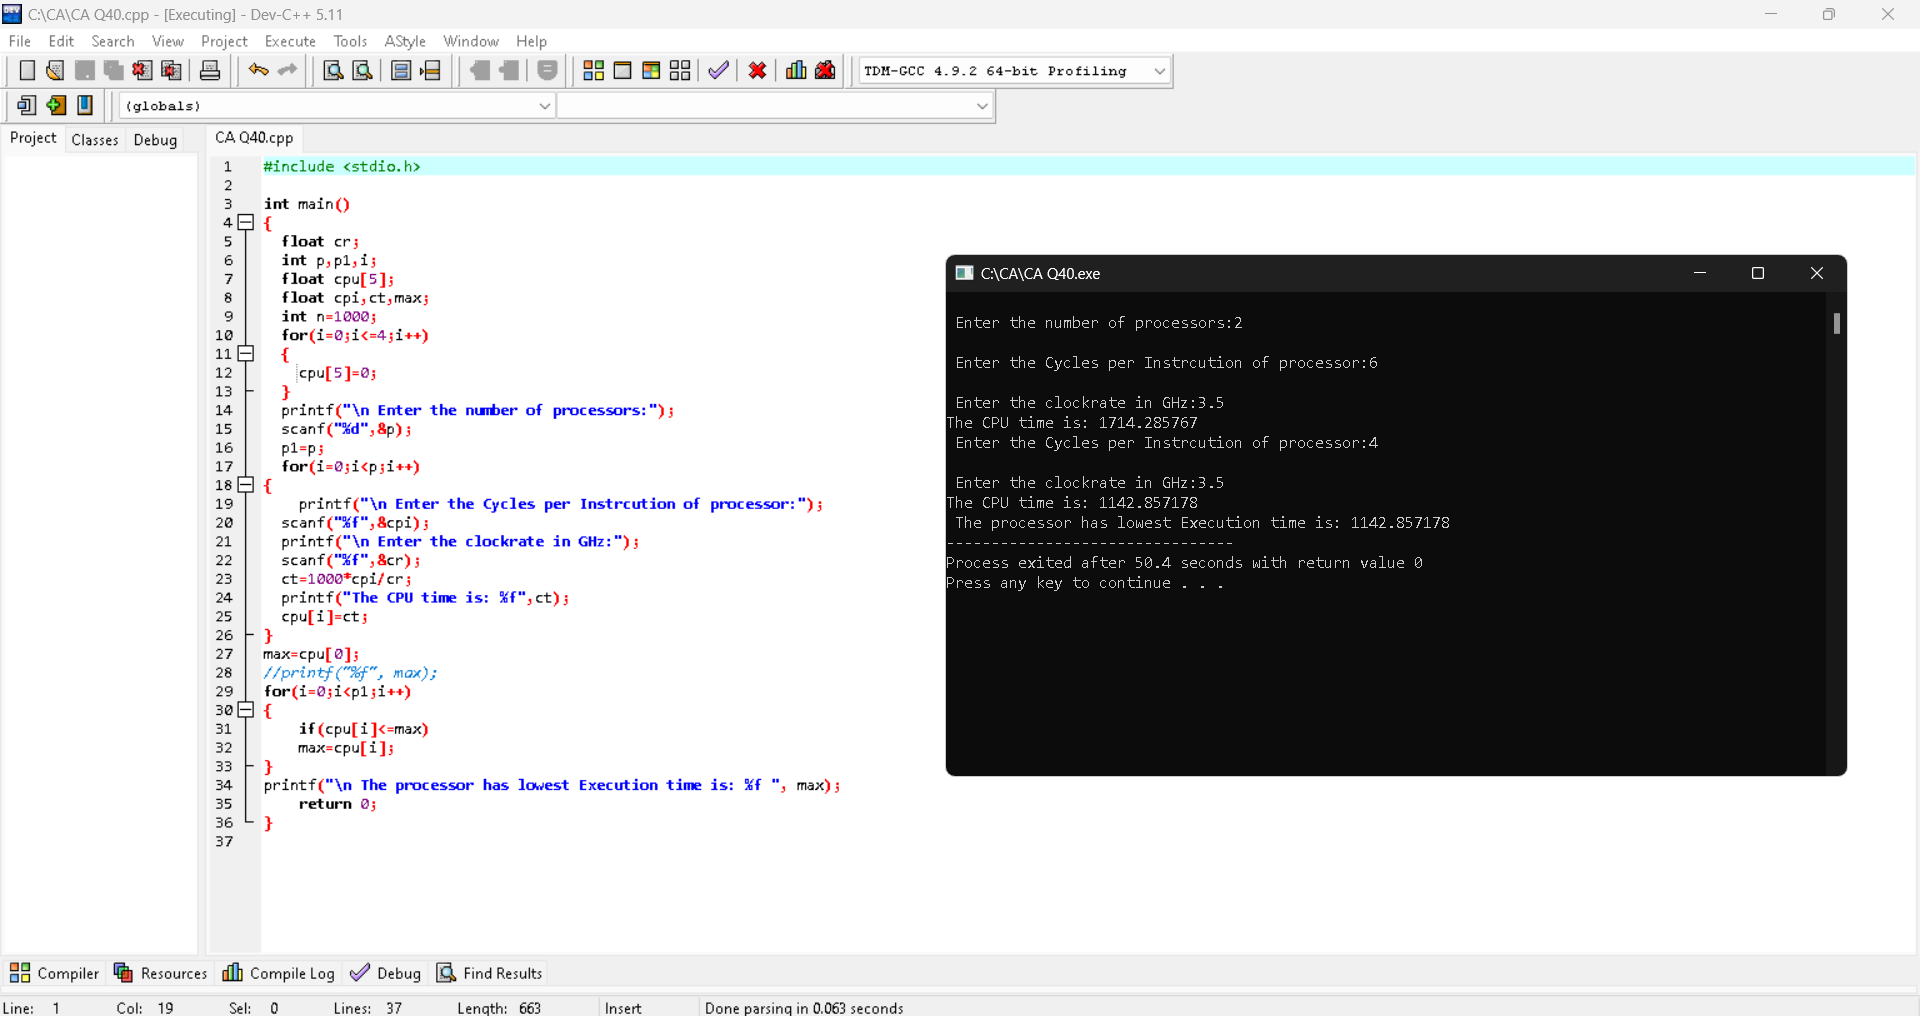 C:\CA\CA Q40.cpp - [Executing] - Dev-C++ 5.11
File Edit Search View Project Execute Tools AStyle Window Help
TDM-GCC 4.9.2 64-bit Profiling
(globals)
Project Classes Debug
CA Q40.cpp
1 #include <stdio.h>
2
3 int main()
4 {
5 float cr;
6 int p,p1,i;
7 float cpu[5];
8 float cpi,ct,max;
9 int n=1000;
10 for(i=0;i<=4;i++)
11 {
12 cpu[5]=0;
13 }
14 printf("\n Enter the number of processors:");
15 scanf("%d",&p);
16 p1=p;
17 for(i=0;i<p;i++)
18 {
19 printf("\n Enter the Cycles per Instrcution of processor:");
20 scanf("%f",&cpi);
21 printf("\n Enter the clockrate in GHz:");
22 scanf("%f",&cr);
23 ct=1000*cpi/cr;
24 printf("The CPU time is: %f",ct);
25 cpu[i]=ct;
26 }
27 max=cpu[0];
28 //printf("%f", max);
29 for(i=0;i<p1;i++)
30 {
31 if(cpu[i]<=max)
32 max=cpu[i];
33 }
34 printf("\n The processor has lowest Execution time is: %f ", max);
35 return 0;
36 }
37
C:\CA\CA Q40.exe
Enter the number of processors:2
Enter the Cycles per Instrcution of processor:6
Enter the clockrate in GHz:3.5
The CPU time is: 1714.285767
Enter the Cycles per Instrcution of processor:4
Enter the clockrate in GHz:3.5
The CPU time is: 1142.857178
The processor has lowest Execution time is: 1142.857178
--------------------------------
Process exited after 50.4 seconds with return value 0
Press any key to continue . . .
Compiler Resources Compile Log Debug Find Results
Line: 1 Col: 19 Sel: 0 Lines: 37 Length: 663 Insert Done parsing in 0.063 seconds